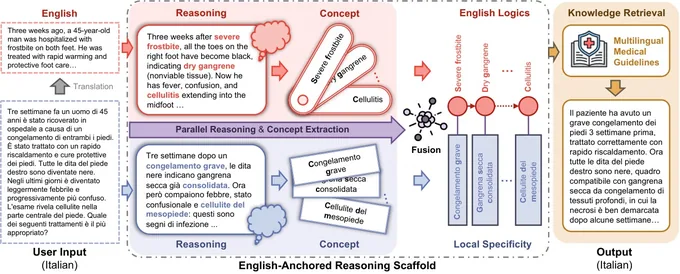 English
Three weeks ago, a 45-year-old
man was hospitalized with
frostbite on both feet. He was
treated with rapid warming and
protective foot care…
Translation
Tre settimane fa un uomo di 45
anni è stato ricoverato in
ospedale a causa di un
congelamento di entrambi i piedi.
È stato trattato con un rapido
riscaldamento e cure protettive
dei piedi. Tutte le dita del piede
destro sono diventate nere.
Negli ultimi giorni è diventato
leggermente febbrile e
progressivamente più confuso.
L'esame rivela cellulite nella
parte centrale del piede. Quale
dei seguenti trattamenti è il più
appropriato?
User Input
(Italian)
Reasoning
Three weeks after severe
frostbite, all the toes on the
right foot have become black,
indicating dry gangrene
(nonviable tissue). Now he
has fever, confusion, and
cellulitis extending into the
midfoot …
Concept
Severe frostbite
Dry gangrene
Cellulitis
Parallel Reasoning & Concept Extraction
Tre settimane dopo un
congelamento grave, le dita
nere indicano gangrena
secca già consolidata. Ora
però compaiono febbre, stato
confusionale e cellulite del
mesopiede: questi sono
segni di infezione ...
Reasoning
Congelamento
grave
secca
consolidata
Cellulite del
mesopiede
Concept
English-Anchored Reasoning Scaffold
Fusion
English Logics
Severe frostbite
Dry gangrene
…
Cellulitis
Congelamento grave
Gangrena secca
consolidata
…
Cellulite del
mesopiede
Local Specificity
Knowledge Retrieval
Multilingual
Medical
Guidelines
Il paziente ha avuto un
grave congelamento dei
piedi 3 settimane prima,
trattato correttamente con
rapido riscaldamento. Ora
tutte le dita del piede
destro sono nere, quadro
compatibile con gangrena
secca da congelamento di
tessuti profondi, in cui la
necrosi è ben demarcata
dopo alcune settimane…
Output
(Italian)